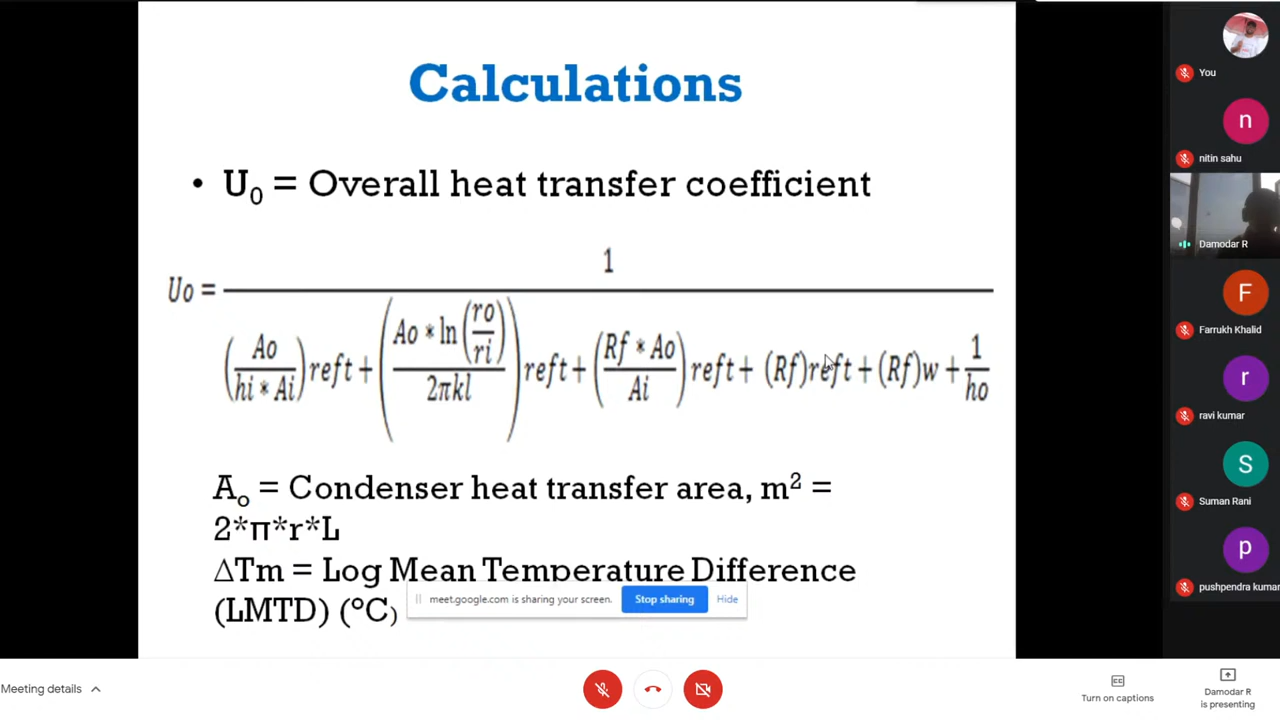 Calculations
• U₀ = Overall heat transfer coefficient
Uo = 1 / ((Ao / hi * Ai) reft + (Ao * ln(ro / ri) / 2πkl) reft + (Rf * Ao / Ai) reft + (Rf)reft + (Rf)w + 1 / ho)
Aₒ = Condenser heat transfer area, m² =
2*π*r*L
ΔTm = Log Mean Temperature Difference
(LMTD) (°C)
meet.google.com is sharing your screen. Stop sharing Hide
You
n
nitin sahu
Damodar R
F
Farrukh Khalid
r
ravi kumar
S
Suman Rani
p
pushpendra kumar
Meeting details
Turn on captions
Damodar R
is presenting